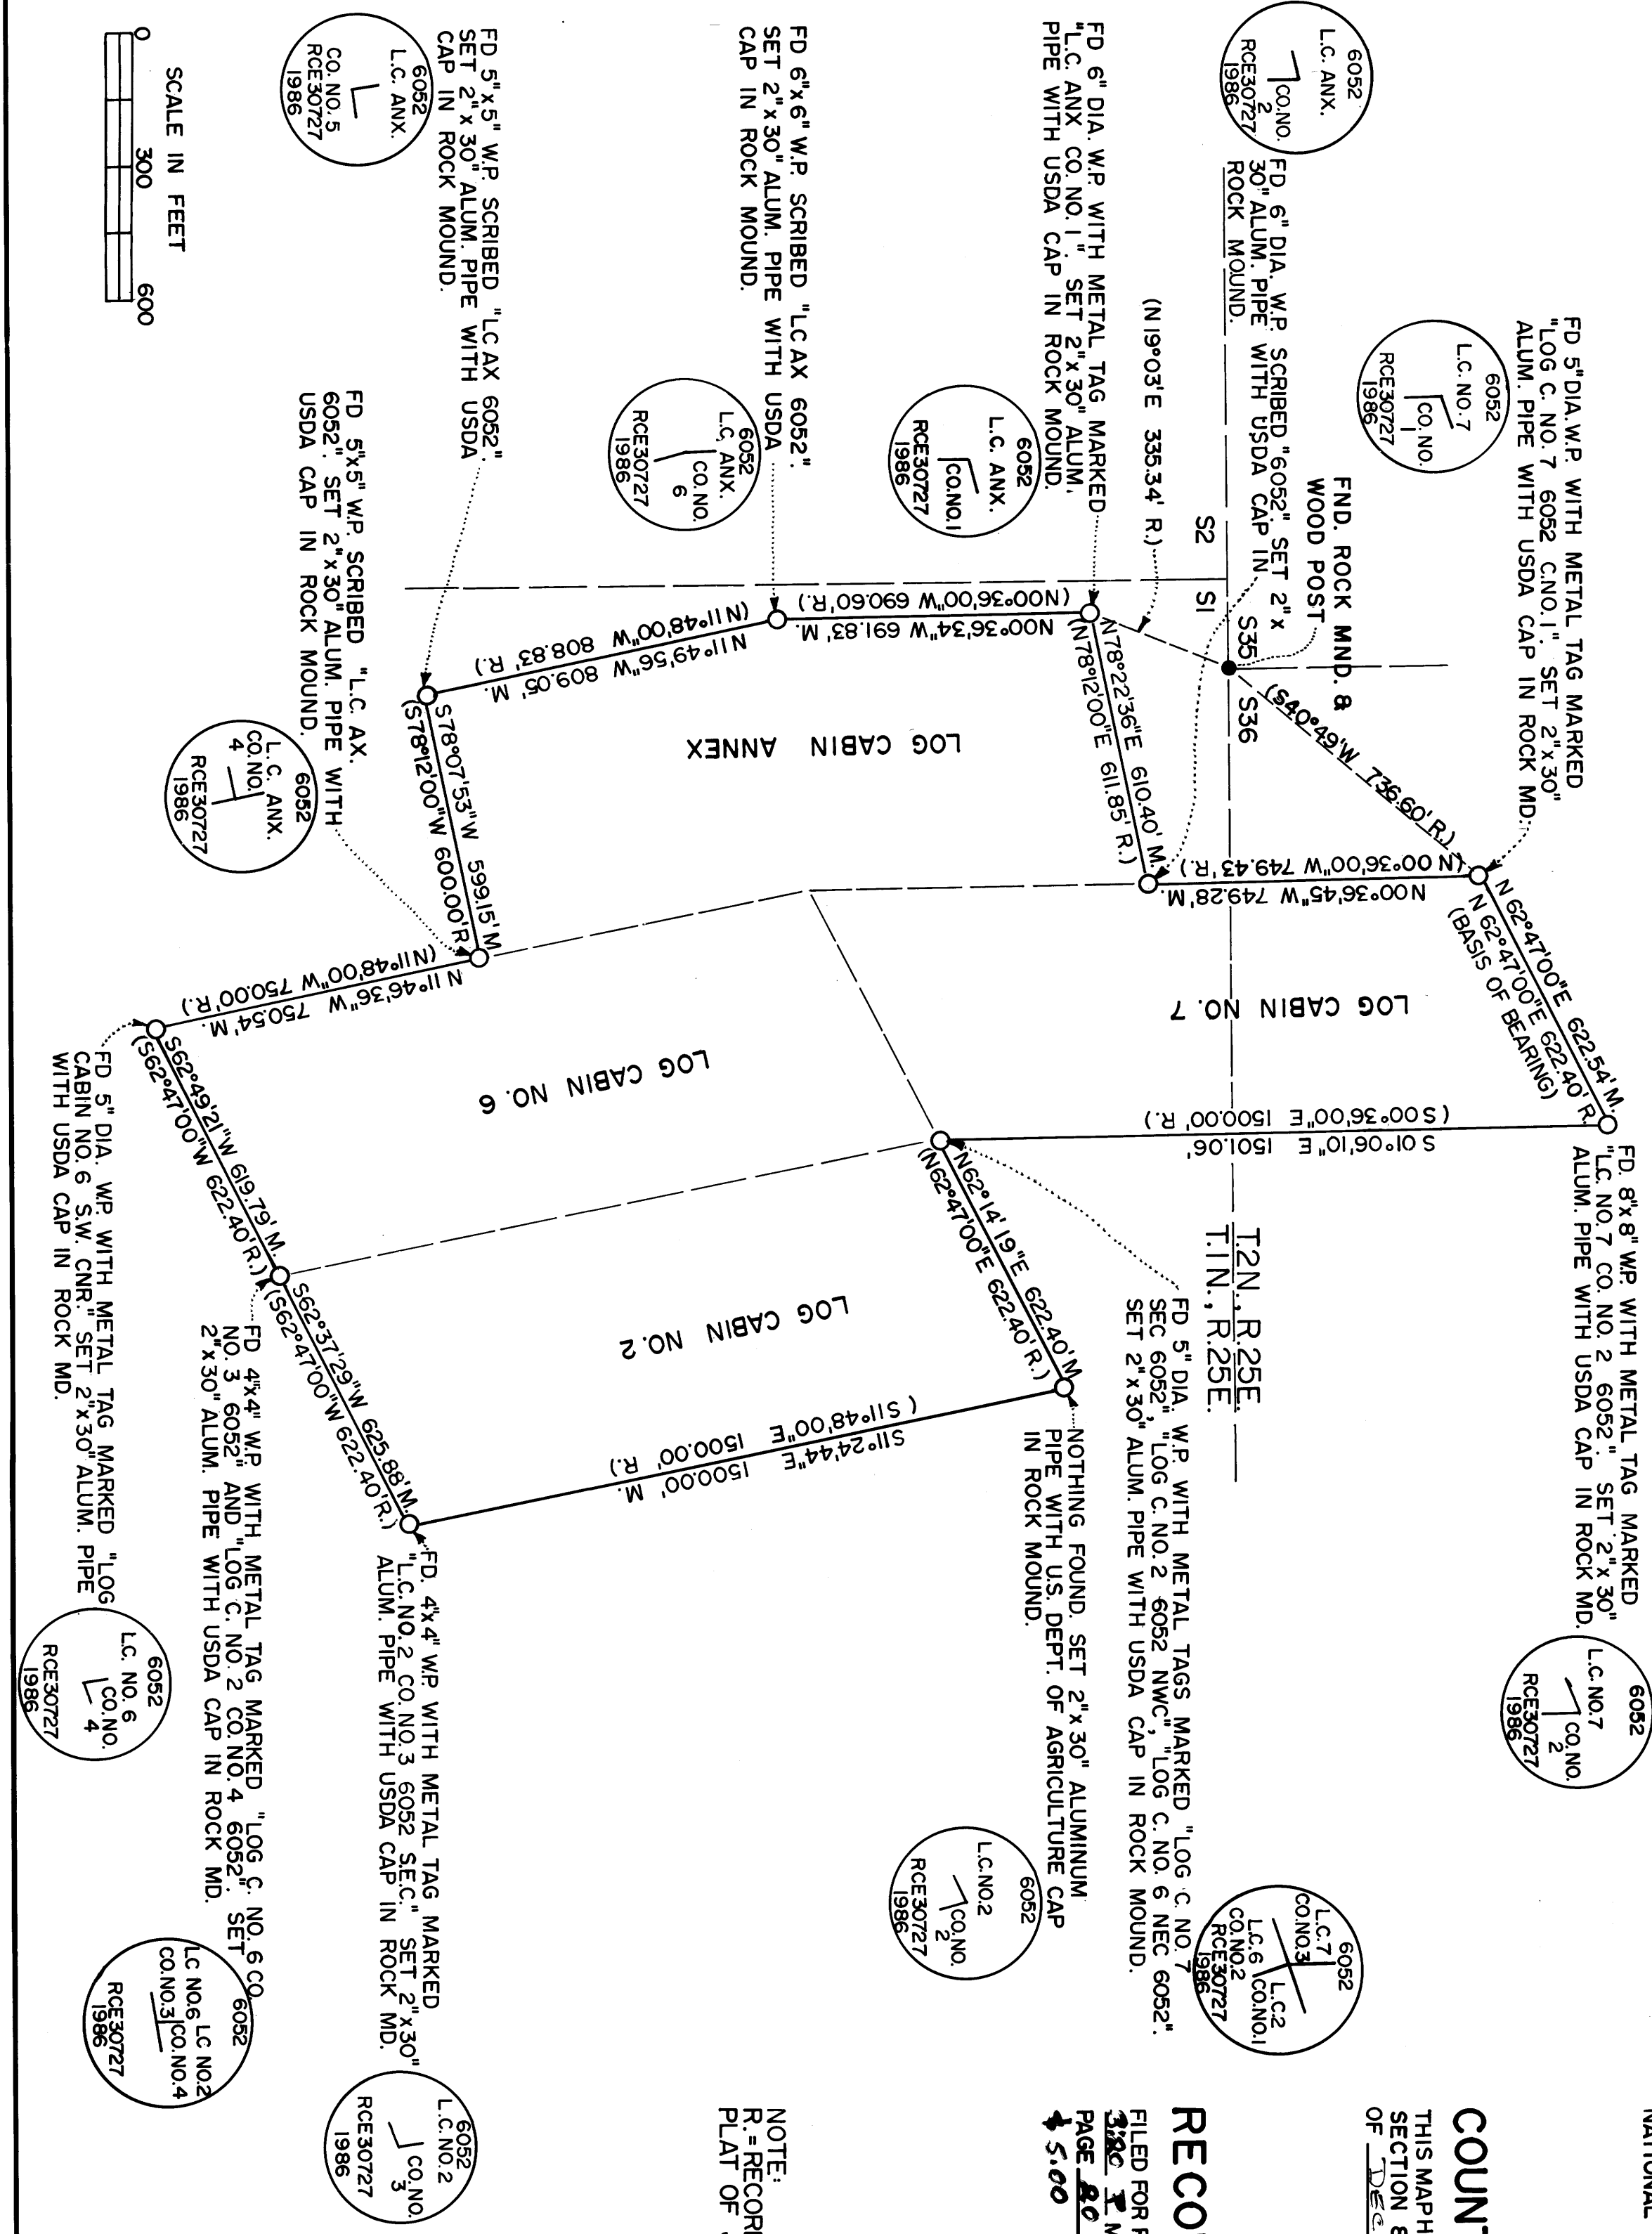 FD 5" DIA. W.P. WITH METAL TAG MARKED
"LOG C. NO. 7 6052 C.NO.1". SET 2"x30"
ALUM. PIPE WITH USDA CAP IN ROCK MD.
6052
L.C. NO. 7
CO. NO.
1
RCE30727
1986
FD. 8"x8" W.P. WITH METAL TAG MARKED
"L.C. NO. 7 CO. NO. 2 6052". SET 2"x30"
ALUM. PIPE WITH USDA CAP IN ROCK MD.
6052
L.C. NO.7
CO. NO.
2
RCE30727
1986
6052
L.C. ANX.
CO. NO.
2
RCE30727
1986
FD 6" DIA. W.P. SCRIBED "6052". SET 2"x
30" ALUM. PIPE WITH USDA CAP IN
ROCK MOUND.
FND. ROCK MND. &
WOOD POST
S2
S1
S35
S36
(N19°03'E 335.34' R.)
(S40°49'W 736.60' R.)
N 62°47'00"E 622.54' M.
N 62°47'00"E 622.40' R.
(BASIS OF BEARING)
(N 00°36'00"W 749.43' R.)
N00°36'45"W 749.28' M.
LOG CABIN NO. 7
(S 00°36'00"E 1500.00' R.)
S 01°06'10"E 1501.06'
T.2N., R.25E.
T.1N., R.25E.
FD 6" DIA. W.P. WITH METAL TAG MARKED
"L.C. ANX CO. NO. 1". SET 2"x30" ALUM.
PIPE WITH USDA CAP IN ROCK MOUND.
6052
L.C. ANX.
CO.NO.1
RCE30727
1986
N78°22'36"E 610.40' M.
(N78°12'00"E 611.85' R.)
(N00°36'00"W 690.60' R.)
N00°36'34"W 691.83' M.
LOG CABIN ANNEX
FD 6"x6" W.P. SCRIBED "LC AX 6052".
SET 2"x30" ALUM. PIPE WITH USDA
CAP IN ROCK MOUND.
6052
L.C. ANX.
CO. NO.
6
RCE30727
1986
(N11°48'00"W 808.83' R.)
N11°49'56"W 809.05' M.
FD 5"x5" W.P. SCRIBED "LC AX 6052".
SET 2"x30" ALUM. PIPE WITH USDA
CAP IN ROCK MOUND.
6052
L.C. ANX.
CO. NO. 5
RCE30727
1986
S78°07'53"W 599.15' M.
(S78°12'00"W 600.00' R.
FD 5"x5" W.P. SCRIBED "L.C. AX.
6052". SET 2"x30" ALUM. PIPE WITH
USDA CAP IN ROCK MOUND.
6052
L.C. ANX.
CO. NO.
4
RCE30727
1986
(N11°48'00"W 750.00' R.)
N 11°46'36"W 750.54' M.
LOG CABIN NO. 6
N62°14'19"E 622.40' M.
(N62°47'00"E 622.40' R.)
FD 5" DIA. W.P. WITH METAL TAGS MARKED "LOG C. NO. 7
SEC 6052", "LOG C. NO. 2 6052 NWC", "LOG C. NO. 6 NEC 6052".
SET 2"x30" ALUM. PIPE WITH USDA CAP IN ROCK MOUND.
6052
L.C.7
CO.NO.3
L.C.2
CO.NO.1
L.C.6
CO.NO.2
RCE30727
1986
NOTHING FOUND. SET 2"x30" ALUMINUM
PIPE WITH U.S. DEPT. OF AGRICULTURE CAP
IN ROCK MOUND.
6052
L.C. NO.2
CO. NO.
2
RCE30727
1986
LOG CABIN NO. 2
(S11°48'00"E 1500.00' R.)
S11°24'44"E 1500.00' M.
S62°49'21"W 619.79' M.
(S62°47'00"W 622.40' R.)
S62°37'29"W 625.88' M.
(S62°47'00"W 622.40' R.)
FD. 4"x4" W.P. WITH METAL TAG MARKED
"L.C. NO. 2 CO. NO. 3 6052 S.E.C." SET 2"x30"
ALUM. PIPE WITH USDA CAP IN ROCK MD.
6052
L.C. NO. 2
CO. NO.
3
RCE30727
1986
FD 4"x4" W.P. WITH METAL TAG MARKED "LOG C. NO. 6 CO.
NO. 3 6052" AND "LOG C. NO. 2 CO. NO. 4 6052". SET
2"x30" ALUM. PIPE WITH USDA CAP IN ROCK MD.
6052
LC NO.6 LC NO.2
CO.NO.3 CO.NO.4
RCE30727
1986
FD 5" DIA. W.P. WITH METAL TAG MARKED "LOG
CABIN NO. 6 S.W. CNR." SET 2"x30" ALUM. PIPE
WITH USDA CAP IN ROCK MD.
6052
L.C. NO. 6
CO. NO.
4
RCE30727
1986
SCALE IN FEET
0 300 600
NATIONAL
COUNT
THIS MAP H
SECTION 8
OF DEC.
RECO
FILED FOR R
PAGE 80
$5.00
NOTE:
R. = RECOR
PLAT OF